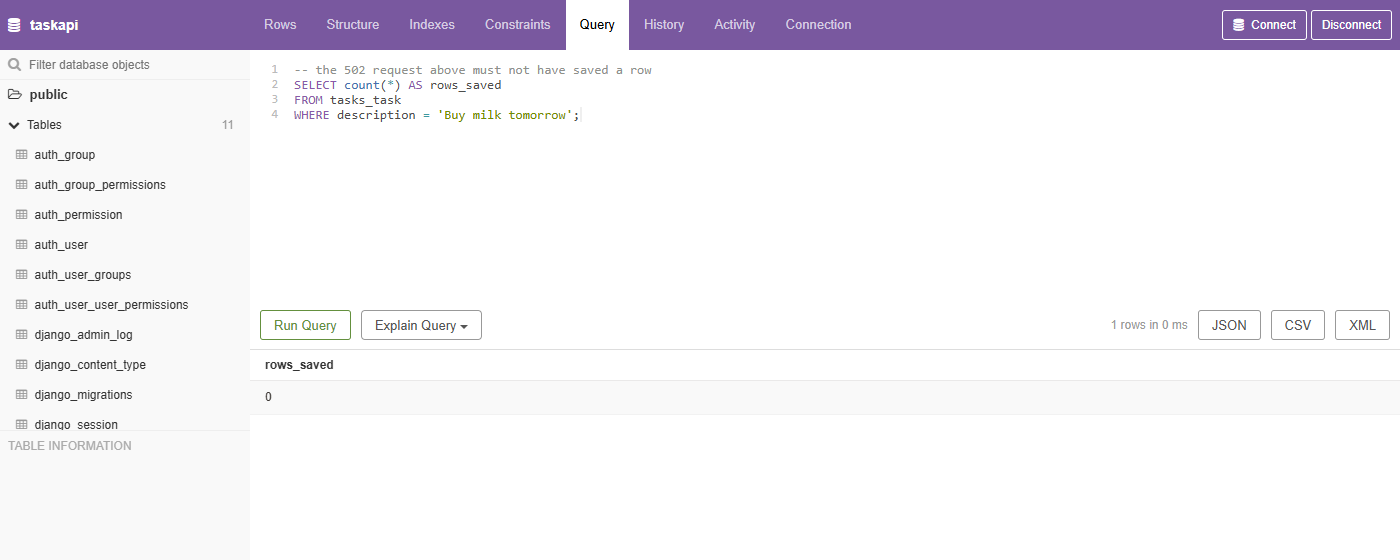 taskapi
Rows Structure Indexes Constraints Query History Activity Connection Connect Disconnect
Filter database objects
public
Tables 11
auth_group
auth_group_permissions
auth_permission
auth_user
auth_user_groups
auth_user_user_permissions
django_admin_log
django_content_type
django_migrations
django_session
TABLE INFORMATION
1 -- the 502 request above must not have saved a row
2 SELECT count(*) AS rows_saved
3 FROM tasks_task
4 WHERE description = 'Buy milk tomorrow';
Run Query Explain Query 1 rows in 0 ms JSON CSV XML
rows_saved
0